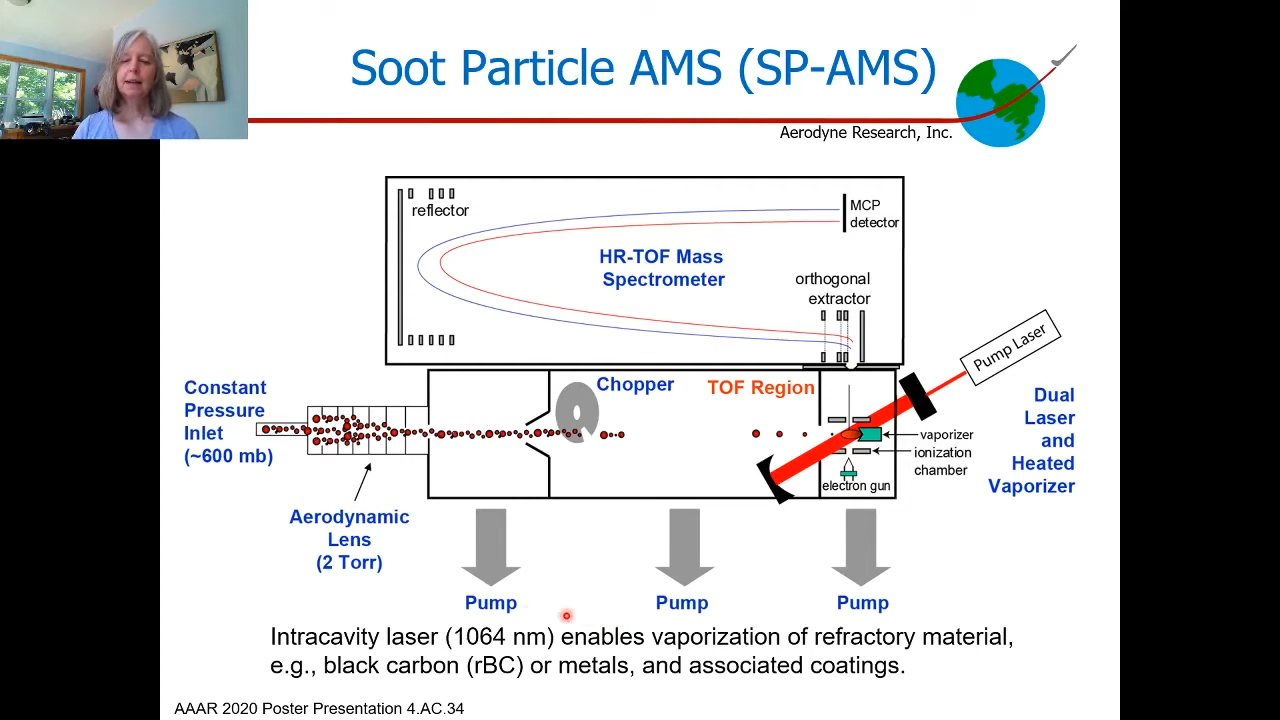 Soot Particle AMS (SP-AMS)
Aerodyne Research, Inc.
reflector
MCP
detector
HR-TOF Mass
Spectrometer
orthogonal
extractor
Pump Laser
Constant
Pressure
Inlet
(~600 mb)
Chopper
TOF Region
Dual
Laser
and
Heated
Vaporizer
vaporizer
ionization
chamber
electron gun
Aerodynamic
Lens
(2 Torr)
Pump
Pump
Pump
Intracavity laser (1064 nm) enables vaporization of refractory material,
e.g., black carbon (rBC) or metals, and associated coatings.
AAAR 2020 Poster Presentation 4.AC.34